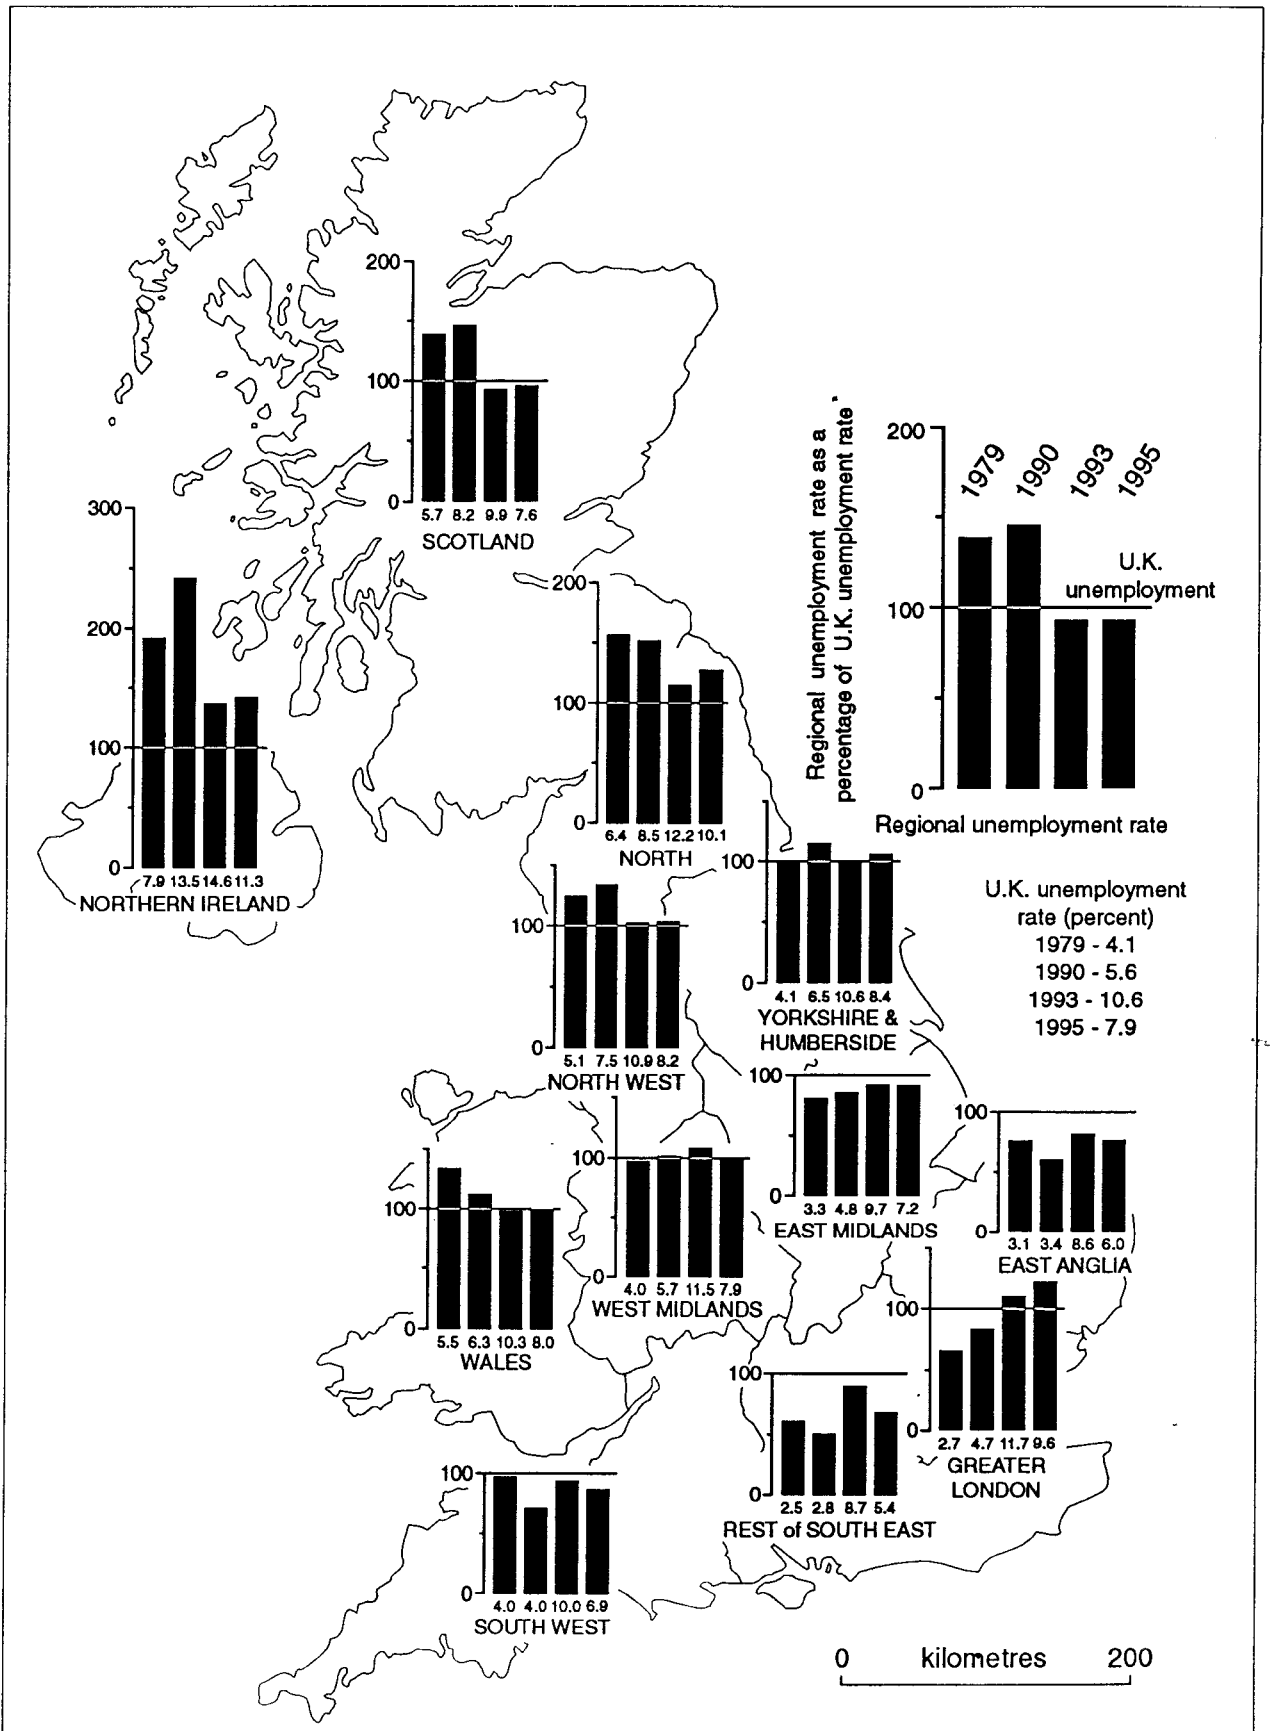 200
100
0
5.7 8.2 9.9 7.6
SCOTLAND
300
200
100
0
7.9 13.5 14.6 11.3
NORTHERN IRELAND
200
100
0
6.4 8.5 12.2 10.1
NORTH
Regional unemployment rate as a
percentage of U.K. unemployment rate
200
100
0
1979 1990 1993 1995
U.K.
unemployment
Regional unemployment rate
U.K. unemployment
rate (percent)
1979 - 4.1
1990 - 5.6
1993 - 10.6
1995 - 7.9
100
0
4.1 6.5 10.6 8.4
YORKSHIRE &
HUMBERSIDE
100
0
5.1 7.5 10.9 8.2
NORTH WEST
100
0
3.3 4.8 9.7 7.2
EAST MIDLANDS
100
0
3.1 3.4 8.6 6.0
EAST ANGLIA
100
0
4.0 5.7 11.5 7.9
WEST MIDLANDS
100
0
5.5 6.3 10.3 8.0
WALES
100
0
2.7 4.7 11.7 9.6
GREATER
LONDON
100
0
2.5 2.8 8.7 5.4
REST of SOUTH EAST
100
0
4.0 4.0 10.0 6.9
SOUTH WEST
0 kilometres 200